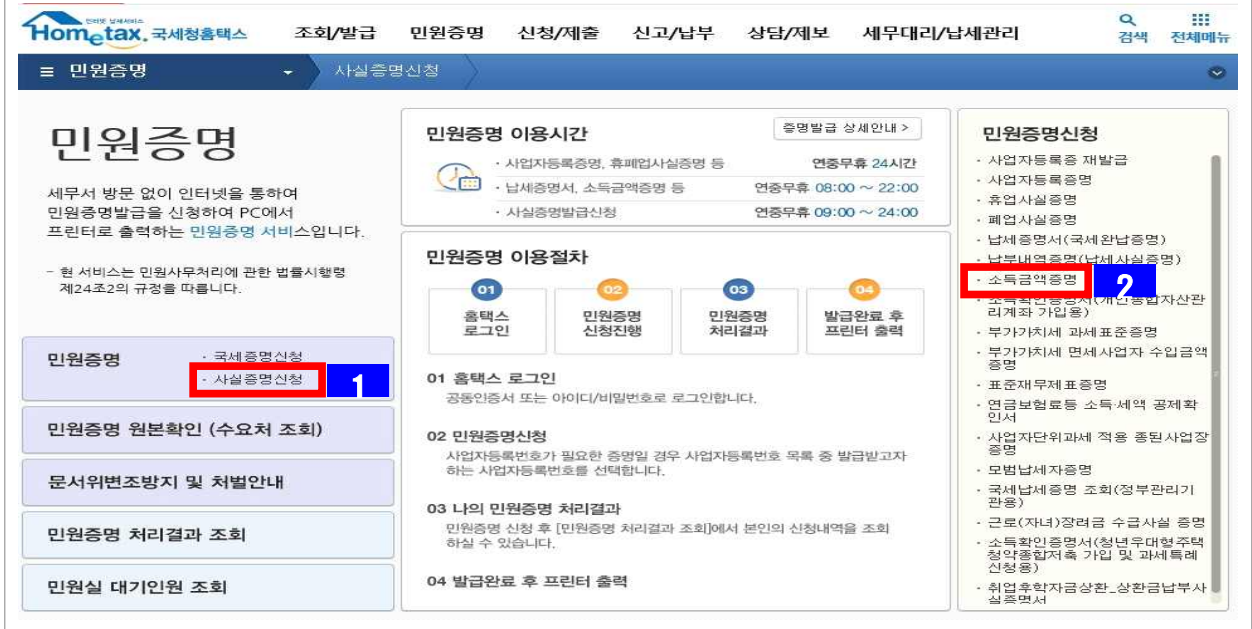 인터넷 납세서비스
Hometax. 국세청홈택스
조회/발급 민원증명 신청/제출 신고/납부 상담/제보 세무대리/납세관리
검색 전체메뉴
민원증명 사실증명신청
민원증명
세무서 방문 없이 인터넷을 통하여
민원증명발급을 신청하여 PC에서
프린터로 출력하는 민원증명 서비스입니다.
- 현 서비스는 민원사무처리에 관한 법률시행령
제24조2의 규정을 따릅니다.
민원증명
· 국세증명신청
· 사실증명신청
1
민원증명 원본확인 (수요처 조회)
문서위변조방지 및 처벌안내
민원증명 처리결과 조회
민원실 대기인원 조회
민원증명 이용시간
증명발급 상세안내 >
· 사업자등록증명, 휴폐업사실증명 등 연중무휴 24시간
· 납세증명서, 소득금액증명 등 연중무휴 08:00 ~ 22:00
· 사실증명발급신청 연중무휴 09:00 ~ 24:00
민원증명 이용절차
01 02 03 04
홈택스 민원증명 민원증명 발급완료 후
로그인 신청진행 처리결과 프린터 출력
01 홈택스 로그인
공동인증서 또는 아이디/비밀번호로 로그인합니다.
02 민원증명신청
사업자등록번호가 필요한 증명일 경우 사업자등록번호 목록 중 발급받고자
하는 사업자등록번호를 선택합니다.
03 나의 민원증명 처리결과
민원증명 신청 후 [민원증명 처리결과 조회]에서 본인의 신청내역을 조회
하실 수 있습니다.
04 발급완료 후 프린터 출력
민원증명신청
· 사업자등록증 재발급
· 사업자등록증명
· 휴업사실증명
· 폐업사실증명
· 납세증명서(국세완납증명)
· 납부내역증명(납세사실증명)
· 소득금액증명
2
· 소득확인증명서(개인종합자산관
리계좌 가입용)
· 부가가치세 과세표준증명
· 부가가치세 면세사업자 수입금액
증명
· 표준재무제표증명
· 연금보험료등 소득·세액 공제확
인서
· 사업자단위과세 적용 종된사업장
증명
· 모범납세자증명
· 국세납세증명 조회(정부관리기
관용)
· 근로(자녀)장려금 수급사실 증명
· 소득확인증명서(청년우대형주택
청약종합저축 가입 및 과세특례
신청용)
· 취업후학자금상환_상환금납부사
실증명서